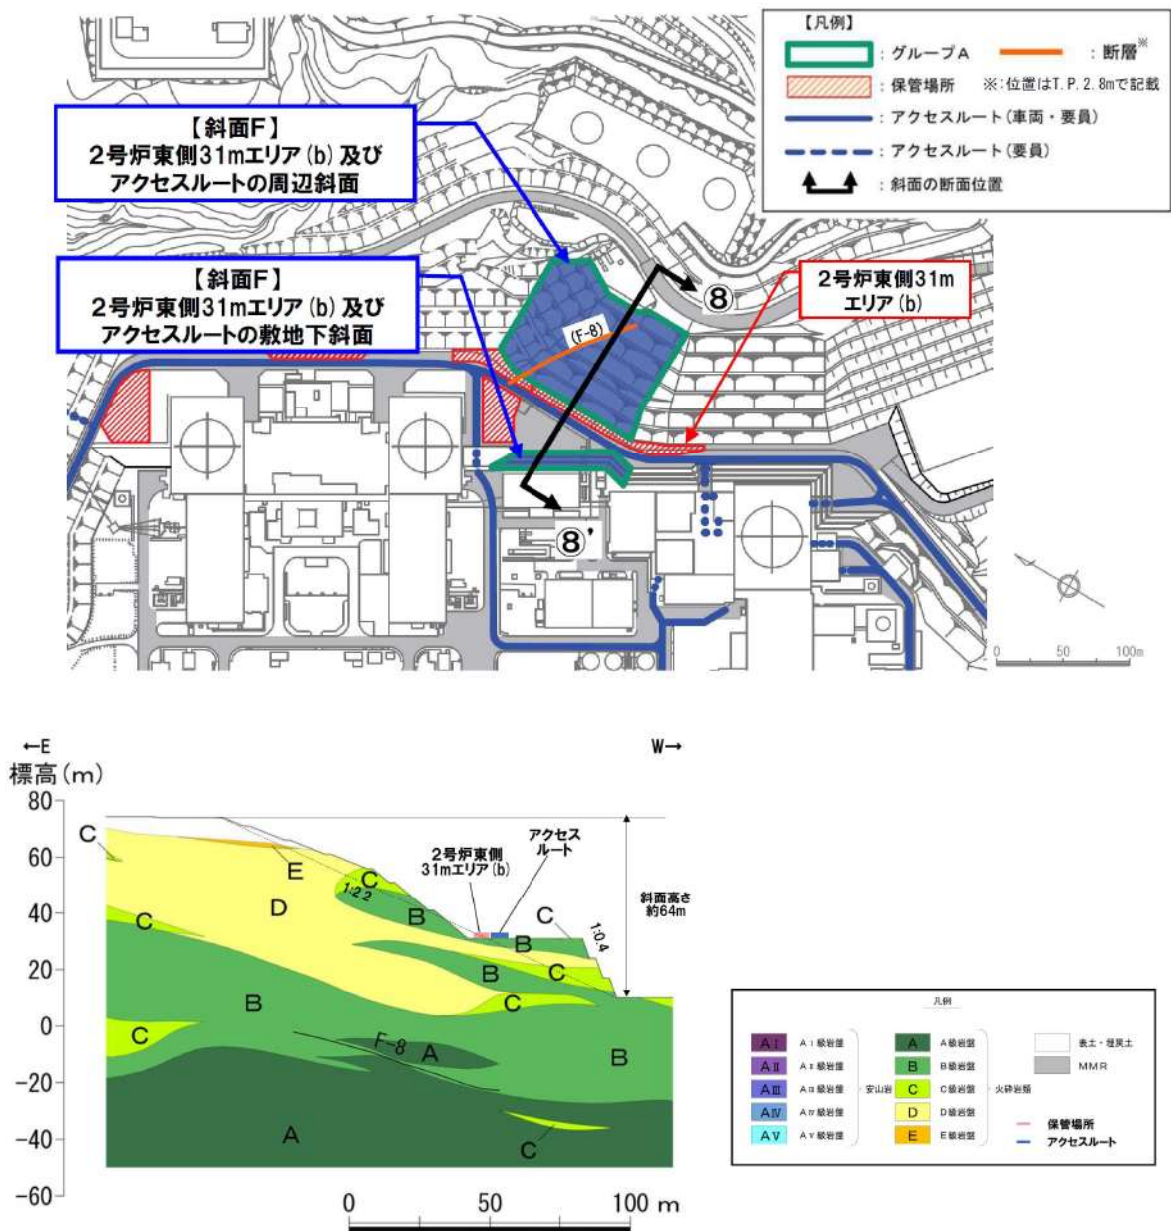 【凡例】
：グループA
：断層※
：保管場所
※：位置はT.P.2.8mで記載
：アクセスルート(車両・要員)
：アクセスルート(要員)
：斜面の断面位置
【斜面F】
2号炉東側31mエリア(b)及び
アクセスルートの周辺斜面
【斜面F】
2号炉東側31mエリア(b)及び
アクセスルートの敷地下斜面
2号炉東側31m
エリア(b)
⑧
(F-8)
⑧'
0 50 100m
←E
W→
標高(m)
80
60
40
20
0
-20
-40
-60
C
E
D
C
B
C
1:2.2
C
B
2号炉東側
31mエリア(b)
アクセス
ルート
B
C
1:0.4
斜面高さ
約64m
B
C
C
F-8
A
B
A
C
0 50 100 m
凡例
AⅠ AⅠ級岩盤
AⅡ AⅡ級岩盤
AⅢ AⅢ級岩盤
AⅣ AⅣ級岩盤
AⅤ AⅤ級岩盤
安山岩
A A級岩盤
B B級岩盤
C C級岩盤
D D級岩盤
E E級岩盤
火砕岩類
表土・埋戻土
MMR
保管場所
アクセスルート